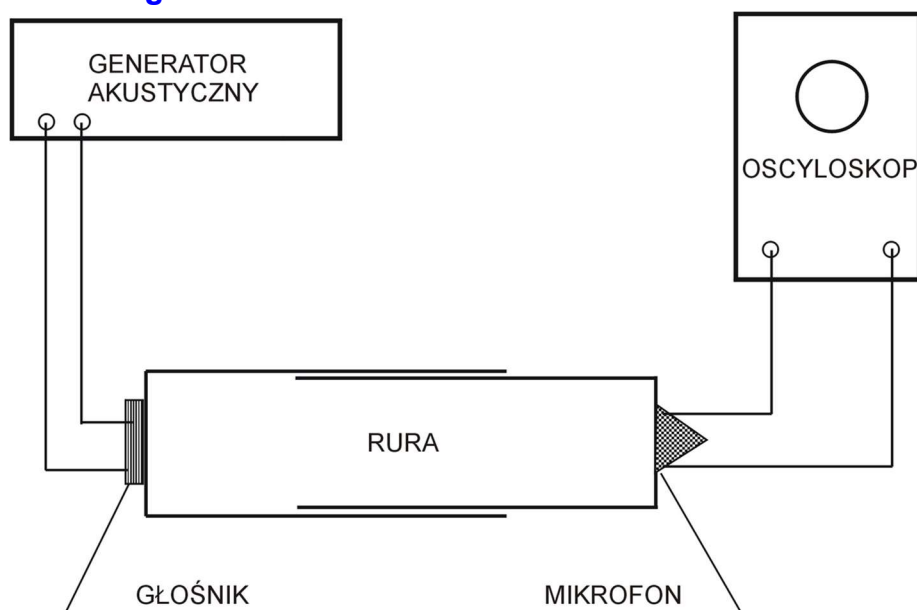 GENERATOR
AKUSTYCZNY
OSCYLOSKOP
RURA
GŁOŚNIK
MIKROFON